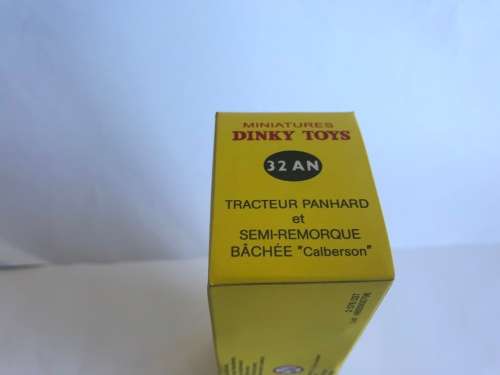 MINIATURES
DINKY TOYS
32 AN
TRACTEUR PANHARD
et
SEMI-REMORQUE
BÂCHÉE "Calberson"